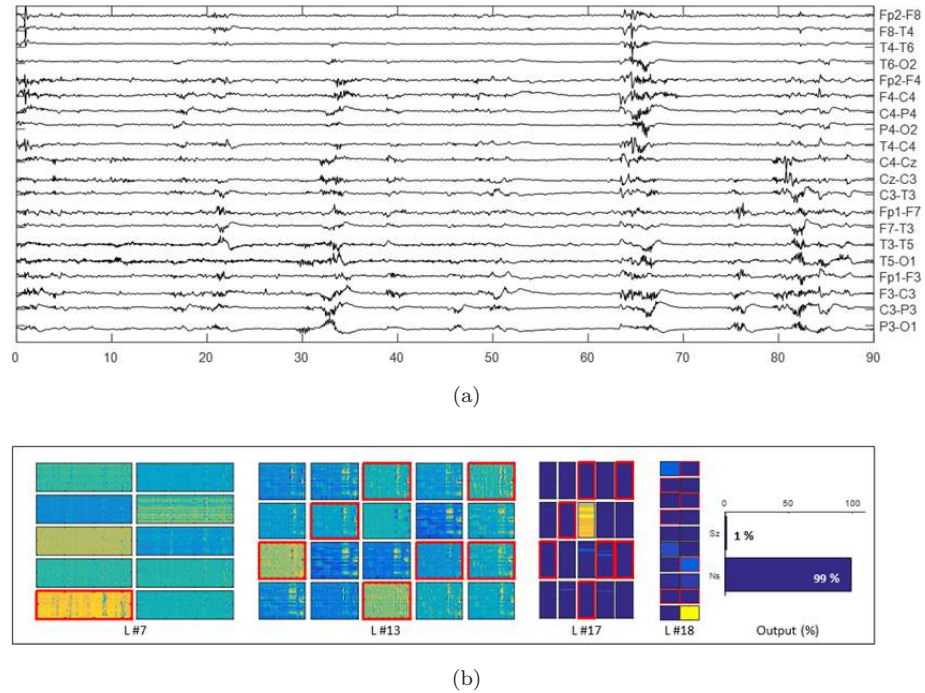 Fp2-F8
F8-T4
T4-T6
T6-O2
Fp2-F4
F4-C4
C4-P4
P4-O2
T4-C4
C4-Cz
Cz-C3
C3-T3
Fp1-F7
F7-T3
T3-T5
T5-O1
Fp1-F3
F3-C3
C3-P3
P3-O1
0 10 20 30 40 50 60 70 80 90
(a)
0 50 100
Sz
1 %
Ns
99 %
L #7 L #13 L #17 L #18 Output (%)
(b)